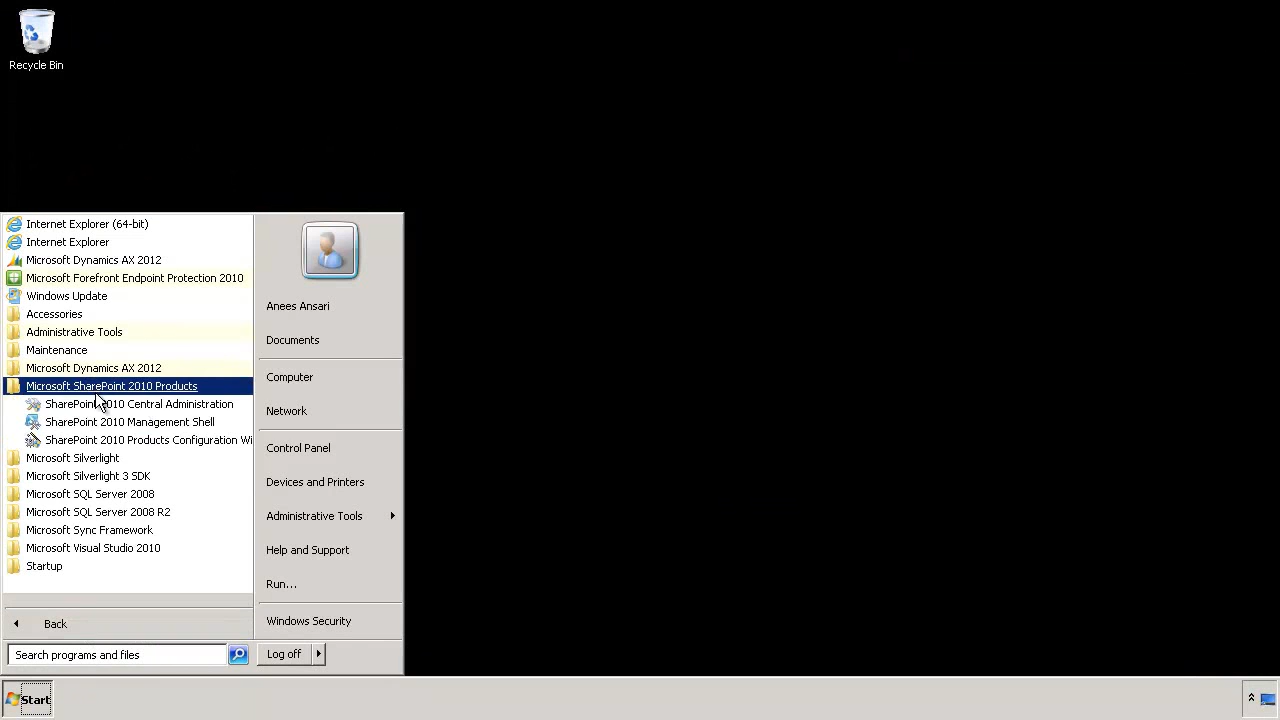 Recycle Bin
Internet Explorer (64-bit)
Internet Explorer
Microsoft Dynamics AX 2012
Microsoft Forefront Endpoint Protection 2010
Windows Update
Accessories
Administrative Tools
Maintenance
Microsoft Dynamics AX 2012
Microsoft SharePoint 2010 Products
SharePoint 2010 Central Administration
SharePoint 2010 Management Shell
SharePoint 2010 Products Configuration Wi
Microsoft Silverlight
Microsoft Silverlight 3 SDK
Microsoft SQL Server 2008
Microsoft SQL Server 2008 R2
Microsoft Sync Framework
Microsoft Visual Studio 2010
Startup
Back
Search programs and files
Anees Ansari
Documents
Computer
Network
Control Panel
Devices and Printers
Administrative Tools
Help and Support
Run...
Windows Security
Log off
Start